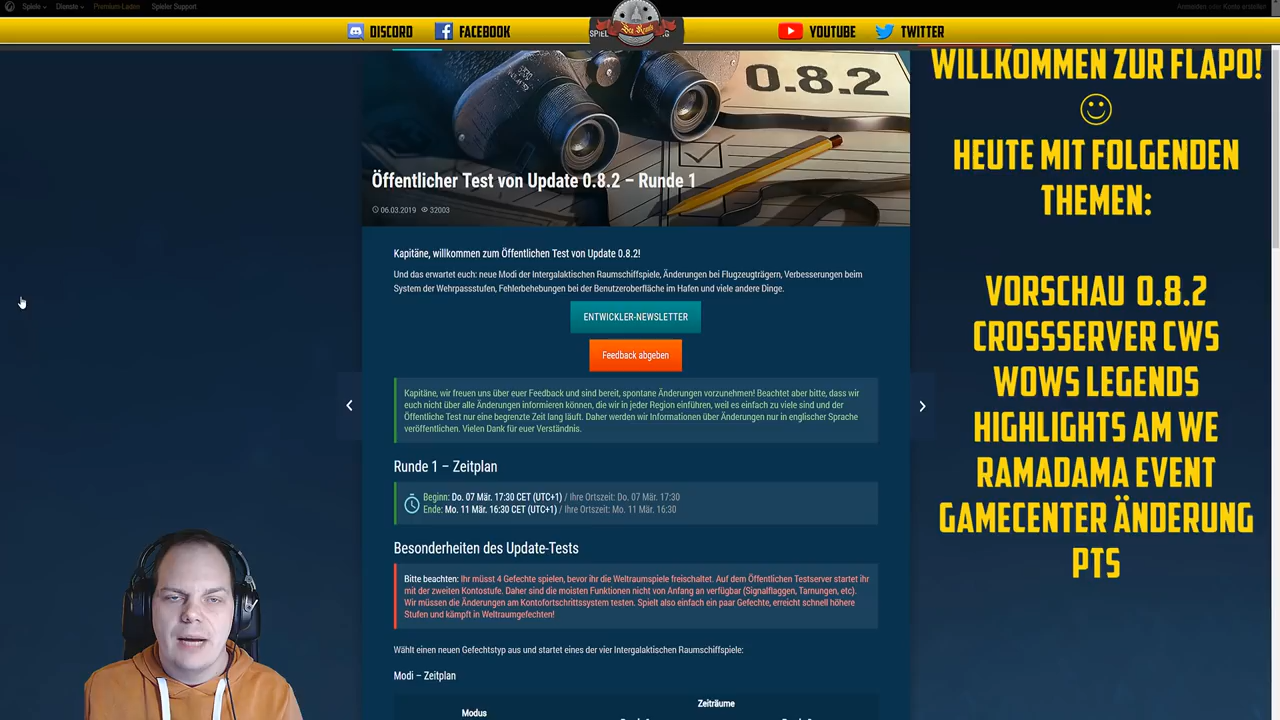 Spiele
Dienste
Premium-Laden
Spieler Support
Anmelden oder Konto erstellen
DISCORD
FACEBOOK
YOUTUBE
TWITTER
0.8.2
Öffentlicher Test von Update 0.8.2 – Runde 1
06.03.2019 32003
Kapitäne, willkommen zum Öffentlichen Test von Update 0.8.2!
Und das erwartet euch: neue Modi der Intergalaktischen Raumschiffspiele, Änderungen bei Flugzeugträgern, Verbesserungen beim
System der Wehrpassstufen, Fehlerbehebungen bei der Benutzeroberfläche im Hafen und viele andere Dinge.
ENTWICKLER-NEWSLETTER
Feedback abgeben
Kapitäne, wir freuen uns über euer Feedback und sind bereit, spontane Änderungen vorzunehmen! Beachtet aber bitte, dass wir
euch nicht über alle Änderungen informieren können, die wir in jeder Region einführen, weil es einfach zu viele sind und der
Öffentliche Test nur eine begrenzte Zeit lang läuft. Daher werden wir Informationen über Änderungen nur in englischer Sprache
veröffentlichen. Vielen Dank für euer Verständnis.
Runde 1 – Zeitplan
Beginn: Do. 07 Mär. 17:30 CET (UTC+1) / Ihre Ortszeit: Do. 07 Mär. 17:30
Ende: Mo. 11 Mär. 16:30 CET (UTC+1) / Ihre Ortszeit: Mo. 11 Mär. 16:30
Besonderheiten des Update-Tests
Bitte beachten: Ihr müsst 4 Gefechte spielen, bevor ihr die Weltraumspiele freischaltet. Auf dem Öffentlichen Testserver startet ihr
mit der zweiten Kontostufe. Daher sind die moisten Funktionen nicht von Anfang an verfügbar (Signalflaggen, Tarnungen, etc).
Wir müssen die Änderungen am Kontofortschrittssystem testen. Spielt also einfach ein paar Gefechte, erreicht schnell höhere
Stufen und kämpft in Weltraumgefechten!
Wählt einen neuen Gefechtstyp aus und startet eines der vier Intergalaktischen Raumschiffspiele:
Modi – Zeitplan
Modus
Zeiträume
WILLKOMMEN ZUR FLAPO!
HEUTE MIT FOLGENDEN
THEMEN:
VORSCHAU 0.8.2
CROSSSERVER CWS
WOWS LEGENDS
HIGHLIGHTS AM WE
RAMADAMA EVENT
GAMECENTER ÄNDERUNG
PTS